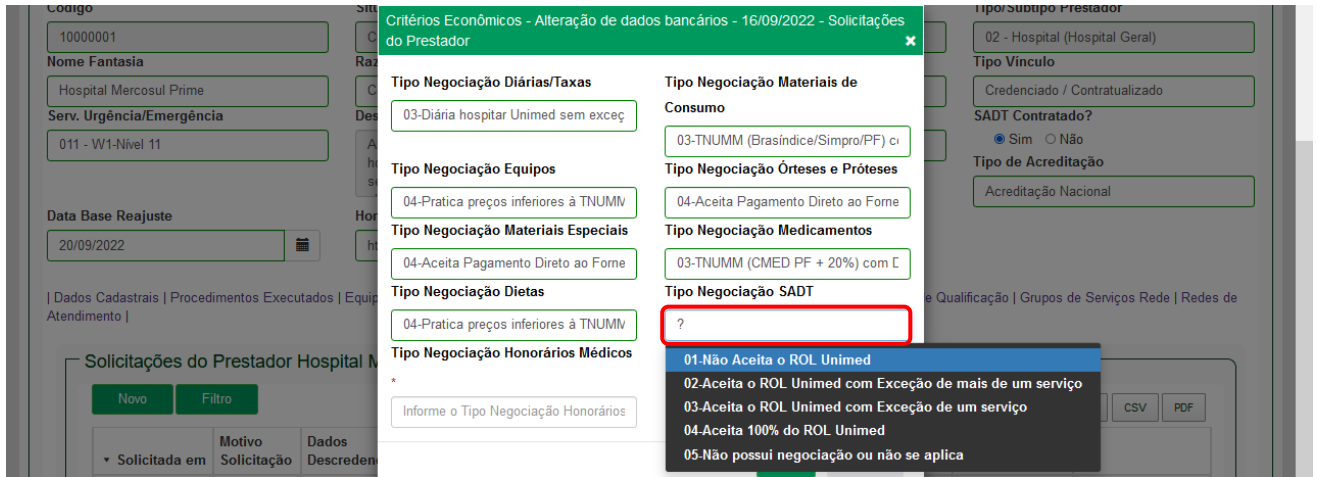 Código
10000001
Nome Fantasia
Hospital Mercosul Prime
Serv. Urgência/Emergência
011 - W1-Nível 11
Data Base Reajuste
20/09/2022
Tipo/Subtipo Prestador
02 - Hospital (Hospital Geral)
Tipo Vínculo
Credenciado / Contratualizado
SADT Contratado?
Sim Não
Tipo de Acreditação
Acreditação Nacional
| Dados Cadastrais | Procedimentos Executados | Equip
Qualificação | Grupos de Serviços Rede | Redes de
Atendimento |
Solicitações do Prestador Hospital M
Novo Filtro
CSV PDF
Solicitada em
Motivo
Solicitação
Dados
Descreden
Critérios Econômicos - Alteração de dados bancários - 16/09/2022 - Solicitações
do Prestador
Tipo Negociação Diárias/Taxas
03-Diária hospitar Unimed sem exceç
Tipo Negociação Materiais de
Consumo
03-TNUMM (Brasíndice/Simpro/PF) c
Tipo Negociação Equipos
04-Pratica preços inferiores à TNUMM
Tipo Negociação Órteses e Próteses
04-Aceita Pagamento Direto ao Forne
Tipo Negociação Materiais Especiais
04-Aceita Pagamento Direto ao Forne
Tipo Negociação Medicamentos
03-TNUMM (CMED PF + 20%) com D
Tipo Negociação Dietas
04-Pratica preços inferiores à TNUMM
Tipo Negociação SADT
?
Tipo Negociação Honorários Médicos
*
Informe o Tipo Negociação Honorários
01-Não Aceita o ROL Unimed
02-Aceita o ROL Unimed com Exceção de mais de um serviço
03-Aceita o ROL Unimed com Exceção de um serviço
04-Aceita 100% do ROL Unimed
05-Não possui negociação ou não se aplica